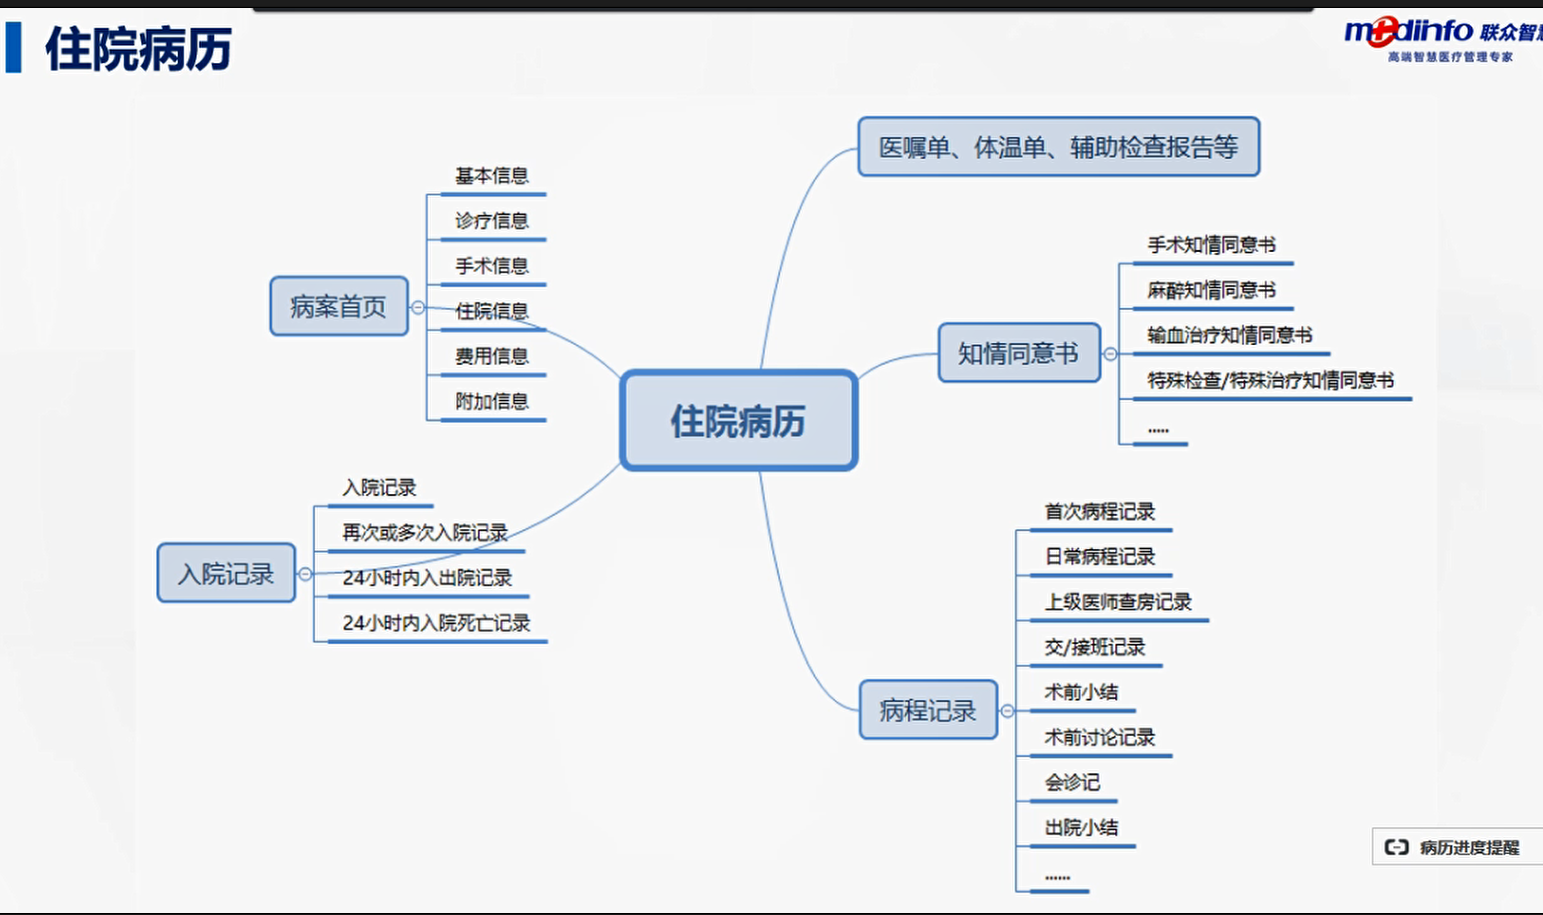 住院病历
medinfo 联众智
高端智慧医疗管理专家
医嘱单、体温单、辅助检查报告等
基本信息
诊疗信息
手术信息
病案首页
住院信息
费用信息
附加信息
手术知情同意书
麻醉知情同意书
知情同意书
输血治疗知情同意书
特殊检查/特殊治疗知情同意书
.....
住院病历
入院记录
再次或多次入院记录
入院记录
24小时内入出院记录
24小时内入院死亡记录
首次病程记录
日常病程记录
上级医师查房记录
交/接班记录
术前小结
病程记录
术前讨论记录
会诊记
出院小结
......
病历进度提醒